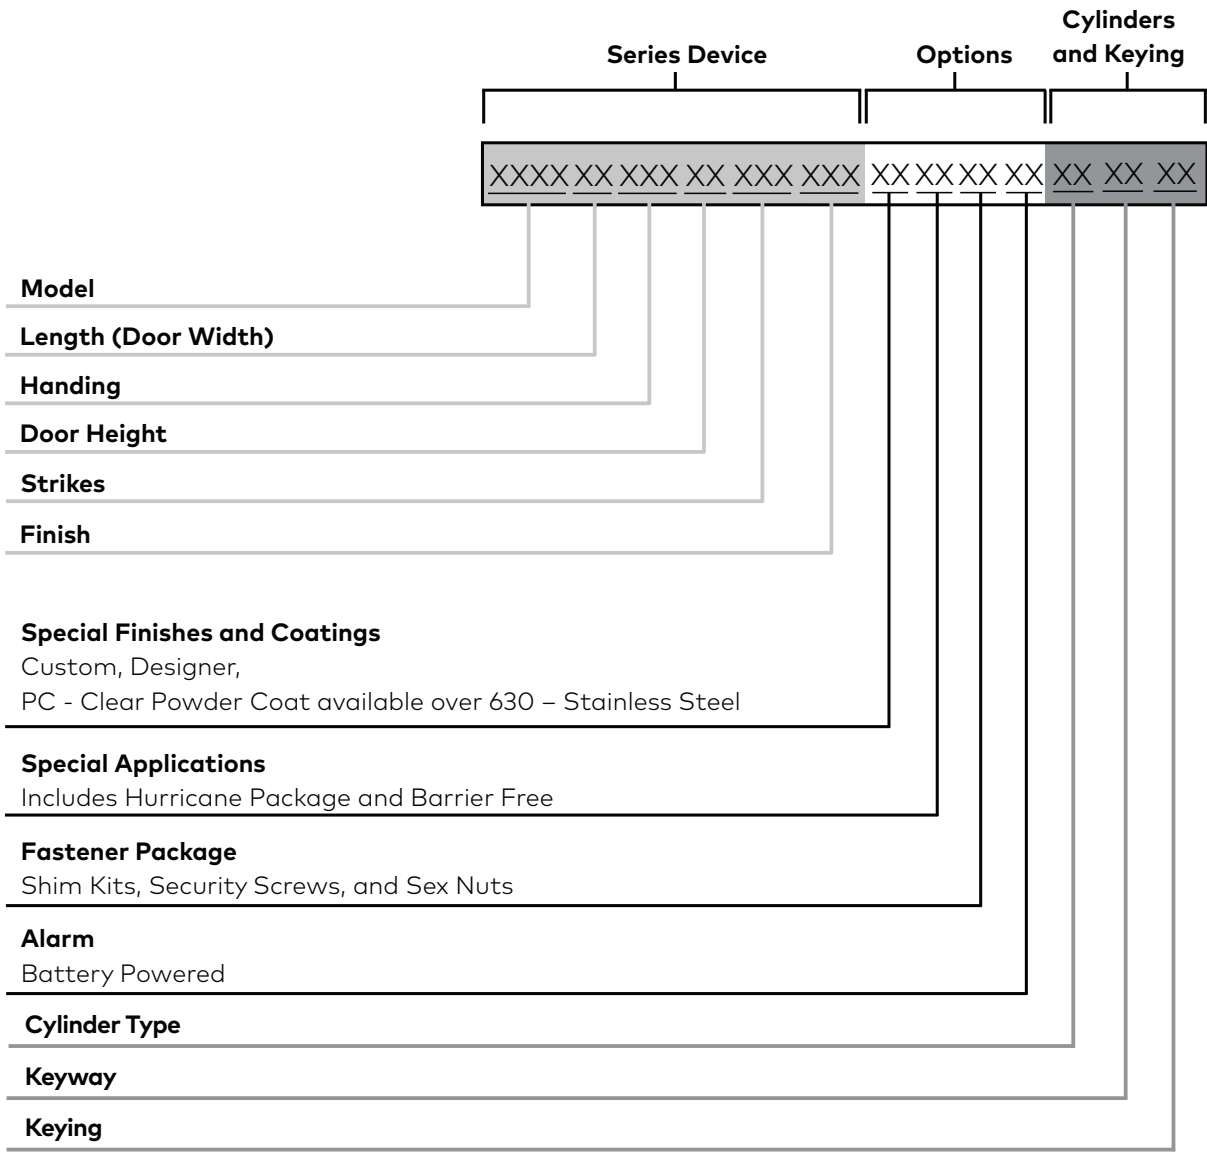 Cylinders
Series Device Options and Keying
XXXX XX XXX XX XXX XXX XX XX XX XX XX XX XX
Model
Length (Door Width)
Handing
Door Height
Strikes
Finish
Special Finishes and Coatings
Custom, Designer,
PC - Clear Powder Coat available over 630 – Stainless Steel
Special Applications
Includes Hurricane Package and Barrier Free
Fastener Package
Shim Kits, Security Screws, and Sex Nuts
Alarm
Battery Powered
Cylinder Type
Keyway
Keying